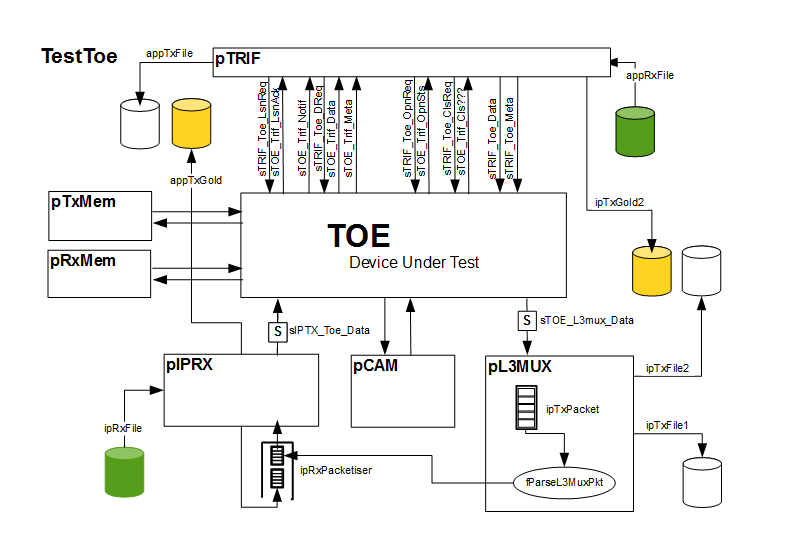 TestToe
appTxFile
pTRIF
appRxFile
sTRIF_Toe_LsnReq
sTOE_Trif_LsnAck
sTOE_Trif_Notif
sTRIF_Toe_DReq
sTOE_Trif_Data
sTOE_Trif_Meta
sTRIF_Toe_OpnReq
sTOE_Trif_OpnSts
sTRIF_Toe_ClsReq
sTOE_Trif_Cls???
sTRIF_Toe_Data
sTRIF_Toe_Meta
appTxGold
pTxMem
ipTxGold2
TOE
Device Under Test
pRxMem
S
sIPTX_Toe_Data
S
sTOE_L3mux_Data
pIPRX
pCAM
pL3MUX
ipTxFile2
ipTxPacket
ipRxFile
ipTxFile1
ipRxPacketiser
fParseL3MuxPkt